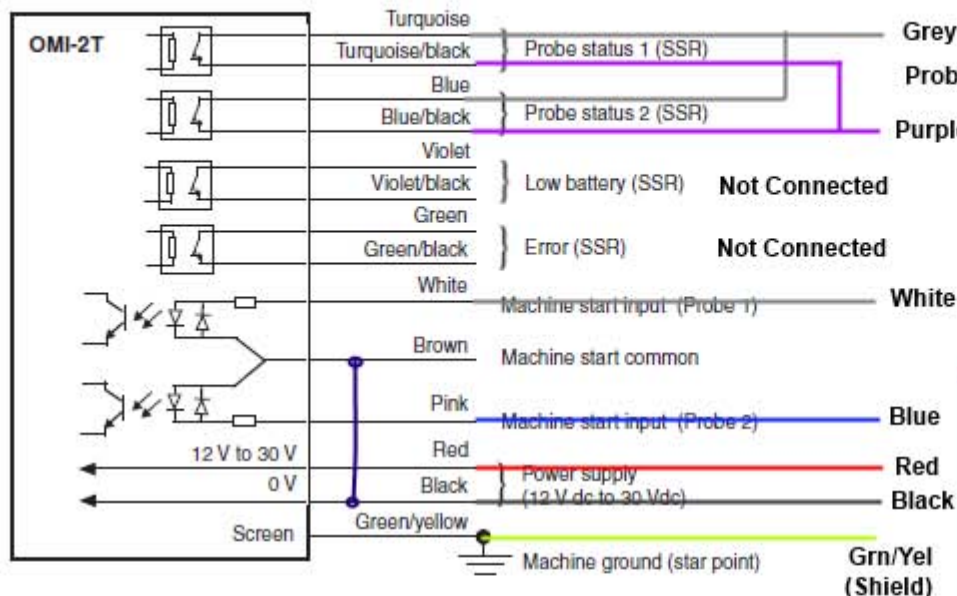 OMI-2T
Turquoise
Grey
Turquoise/black
Probe status 1 (SSR)
Prob
Blue
Blue/black
Probe status 2 (SSR)
Purple
Violet
Violet/black
Low battery (SSR)
Not Connected
Green
Green/black
Error (SSR)
Not Connected
White
Machine start input (Probe 1)
White
Brown
Machine start common
Pink
Machine start input (Probe 2)
Blue
12 V to 30 V
Red
Power supply
Red
0 V
Black
(12 V dc to 30 Vdc)
Black
Screen
Green/yellow
Machine ground (star point)
Grn/Yel
(Shield)